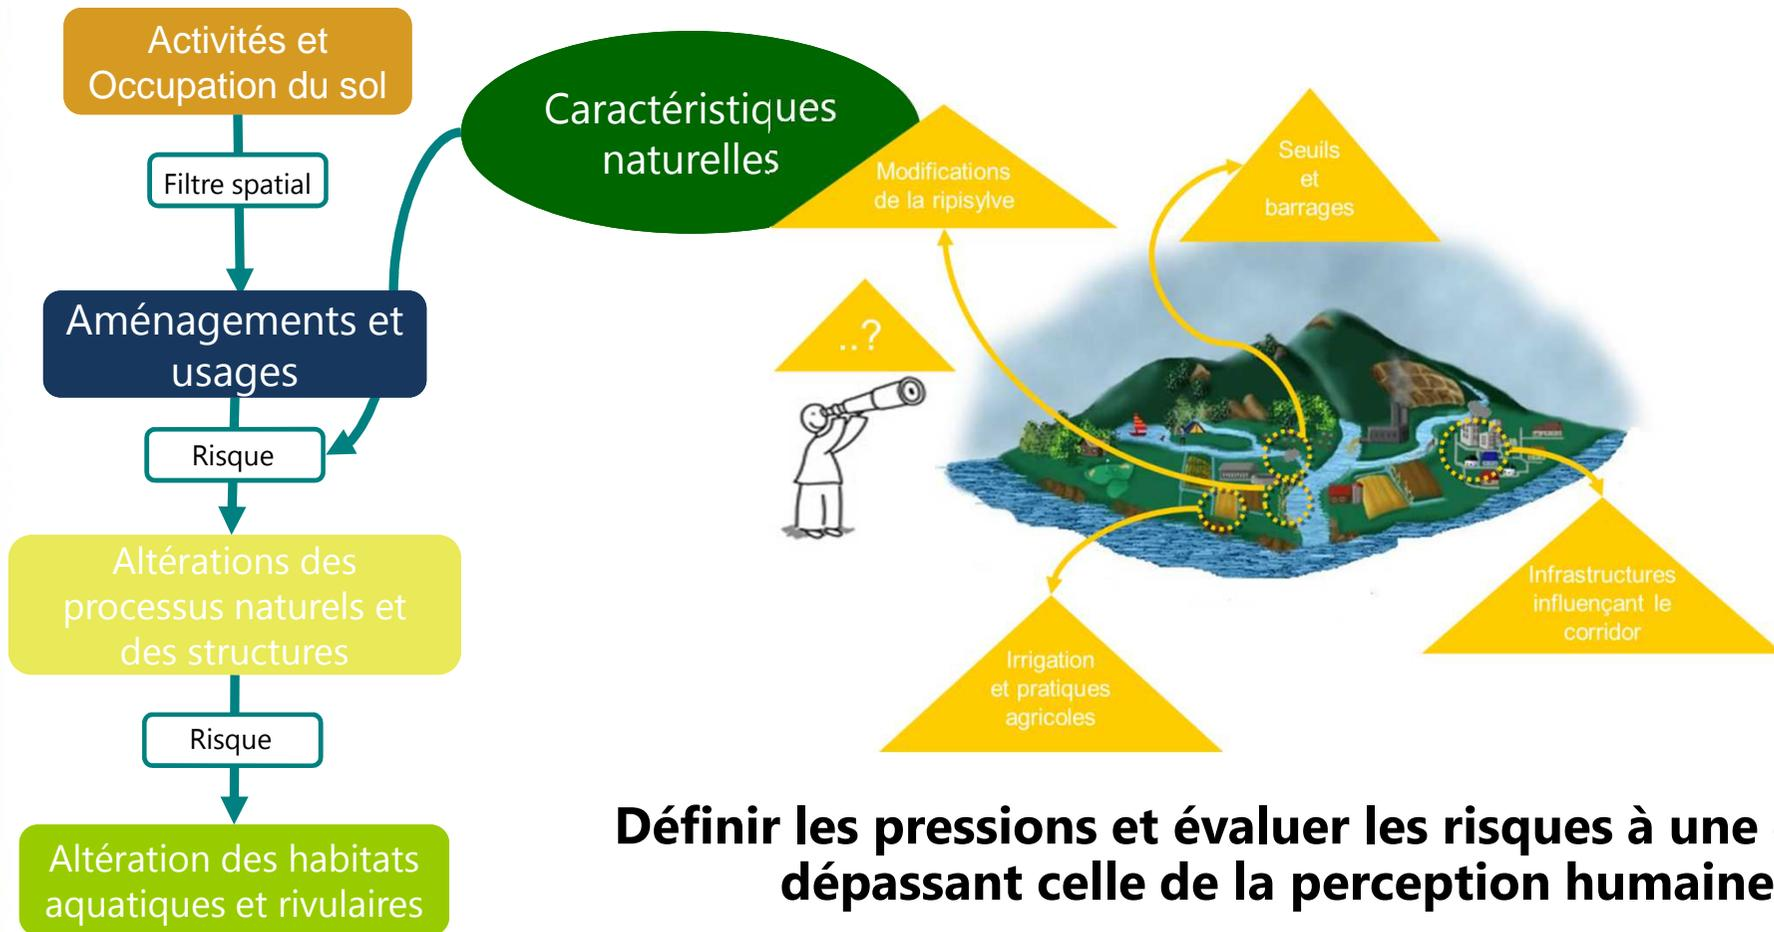 Activités et
Occupation du sol
Filtre spatial
Aménagements et
usages
Risque
Altérations des
processus naturels et
des structures
Risque
Altération des habitats
aquatiques et rivulaires
Caractéristiques
naturelles
Modifications
de la ripisylve
Seuils
et
barrages
..?
Irrigation
et pratiques
agricoles
Infrastructures
influençant le
corridor
Définir les pressions et évaluer les risques à une
dépassant celle de la perception humaine